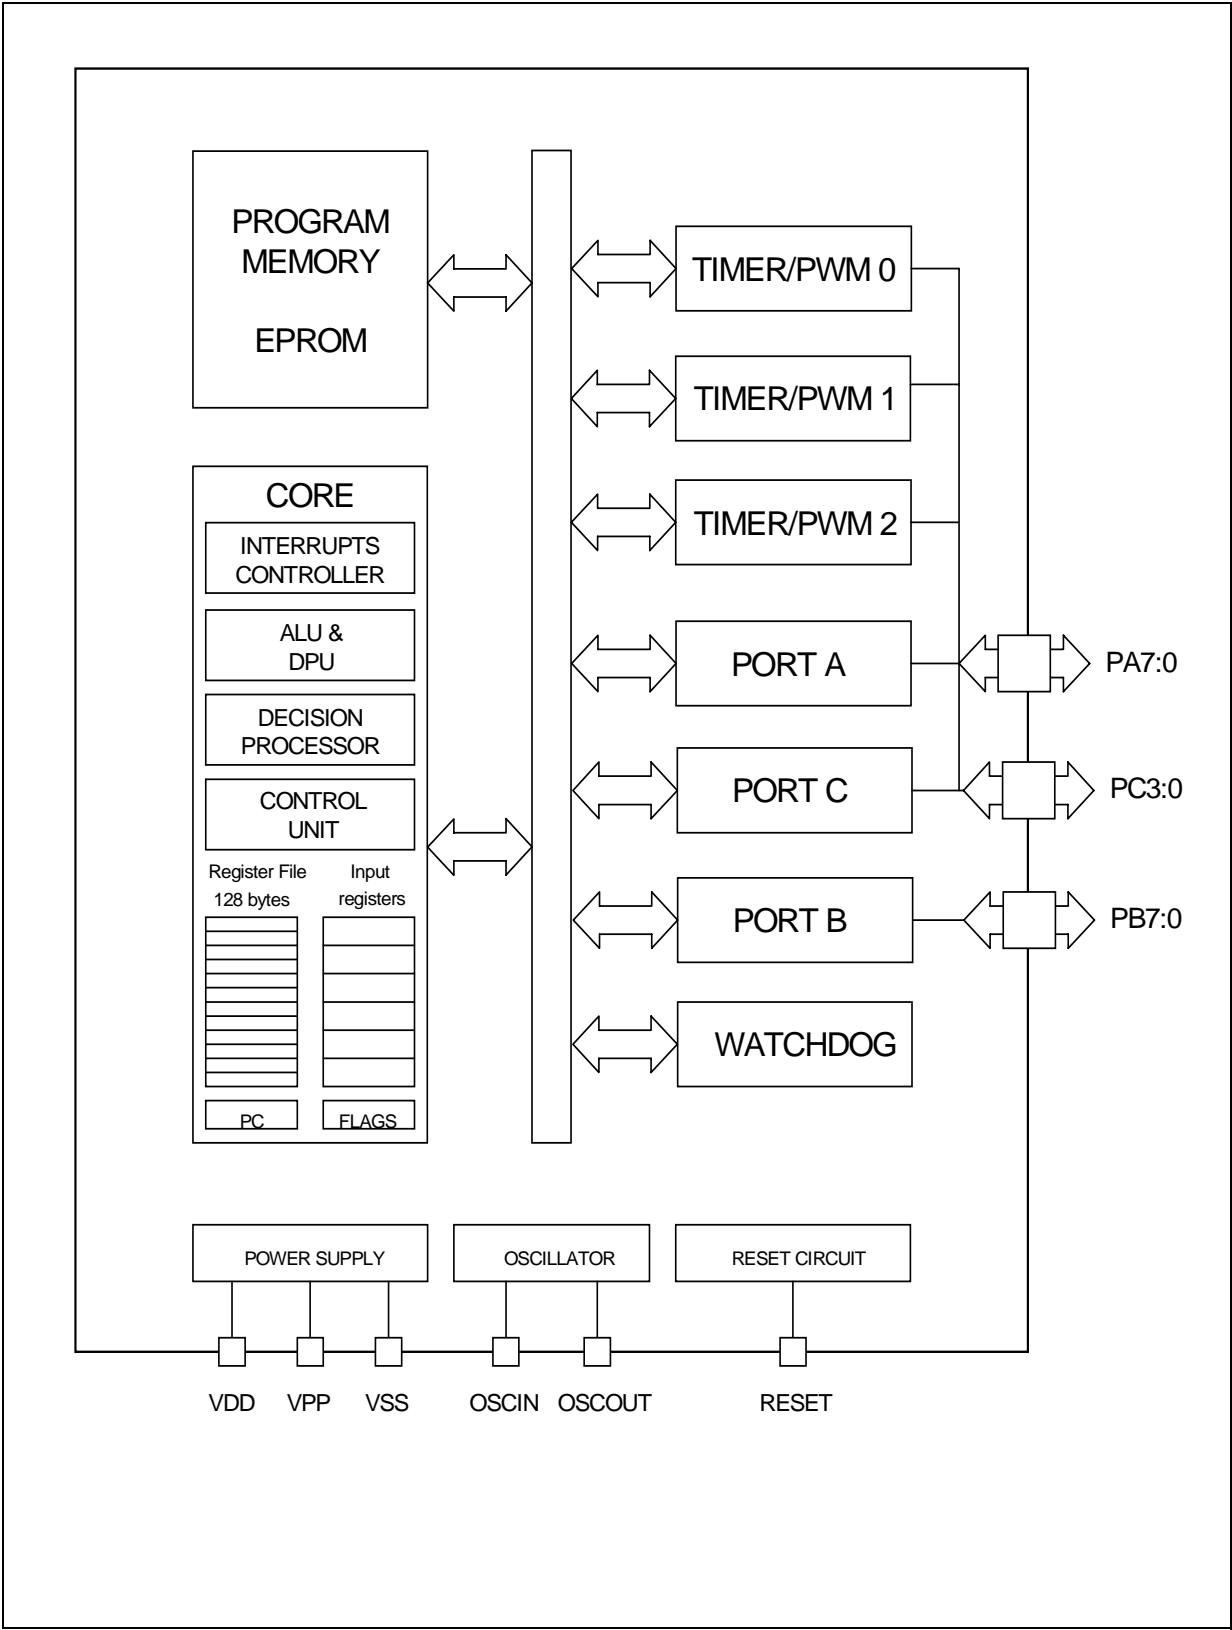 PROGRAM
MEMORY
EPROM
CORE
INTERRUPTS
CONTROLLER
ALU &
DPU
DECISION
PROCESSOR
CONTROL
UNIT
Register File
128 bytes
Input
registers
PC
FLAGS
TIMER/PWM 0
TIMER/PWM 1
TIMER/PWM 2
PORT A
PA7:0
PORT C
PC3:0
PORT B
PB7:0
WATCHDOG
POWER SUPPLY
OSCILLATOR
RESET CIRCUIT
VDD
VPP
VSS
OSCIN
OSCOUT
RESET